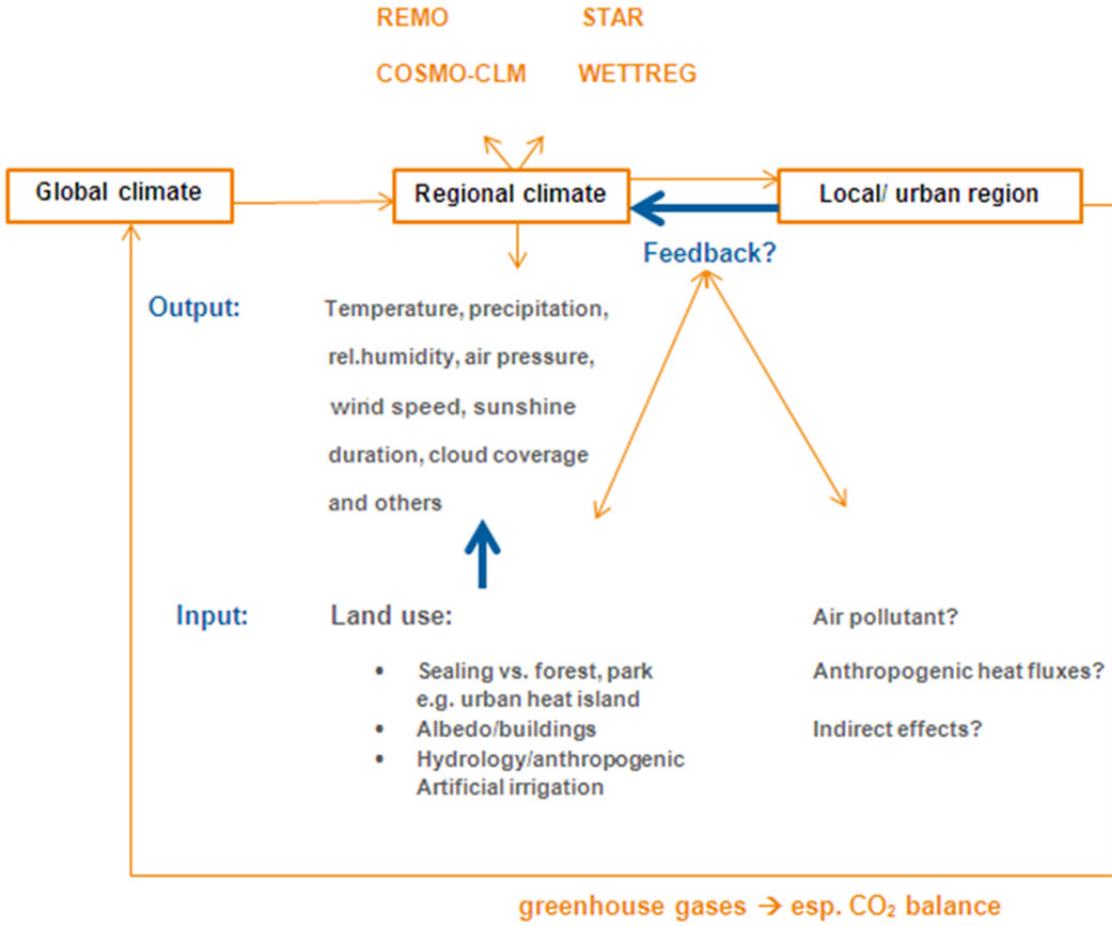 REMO STAR
COSMO-CLM WETTREG
Global climate
Regional climate
Local/ urban region
Feedback?
Output:
Temperature, precipitation,
rel.humidity, air pressure,
wind speed, sunshine
duration, cloud coverage
and others
Input:
Land use:
• Sealing vs. forest, park
e.g. urban heat island
• Albedo/buildings
• Hydrology/anthropogenic
Artificial irrigation
Air pollutant?
Anthropogenic heat fluxes?
Indirect effects?
greenhouse gases → esp. CO₂ balance